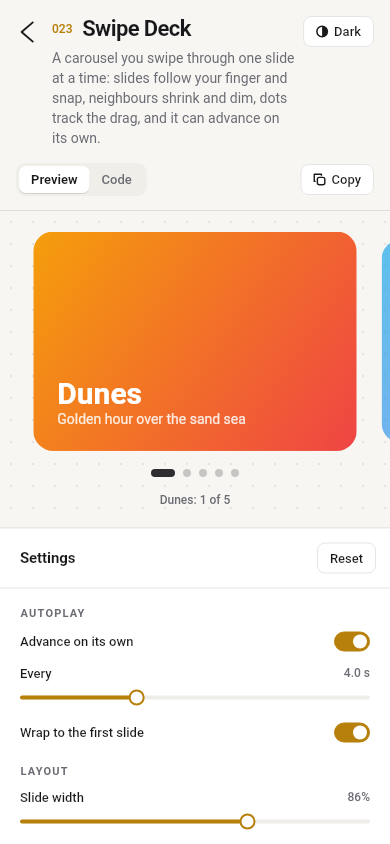 023 Swipe Deck
Dark
A carousel you swipe through one slide
at a time: slides follow your finger and
snap, neighbours shrink and dim, dots
track the drag, and it can advance on
its own.
Preview Code
Copy
Dunes
Golden hour over the sand sea
Dunes: 1 of 5
Settings
Reset
AUTOPLAY
Advance on its own
Every 4.0 s
Wrap to the first slide
LAYOUT
Slide width 86%